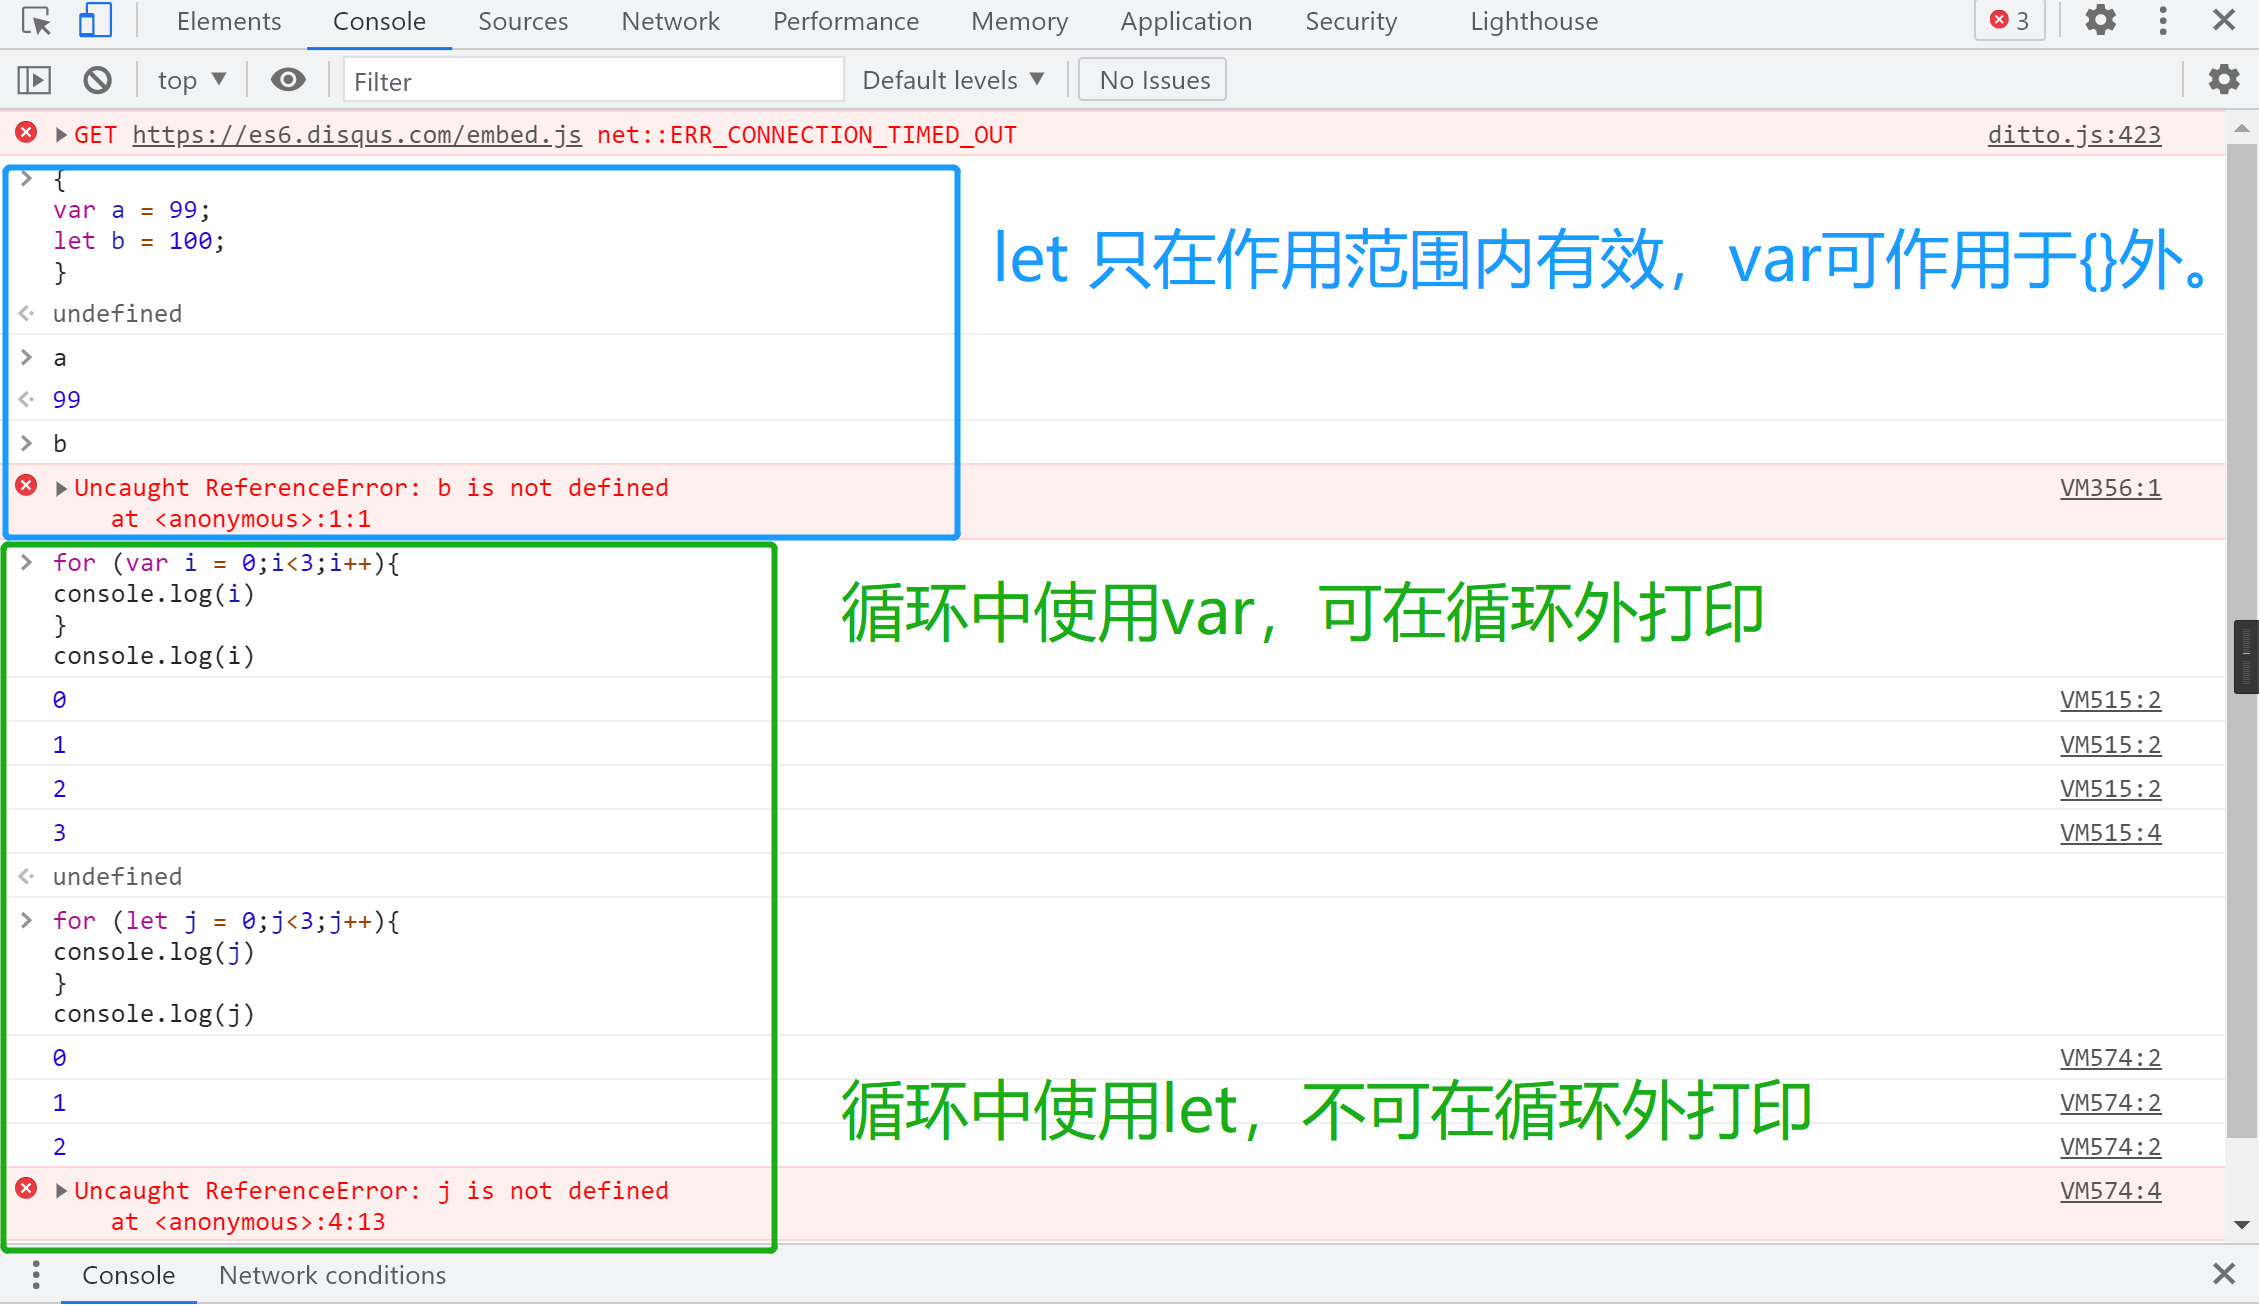 Elements Console Sources Network Performance Memory Application Security Lighthouse 3
top Filter Default levels No Issues
GET https://es6.disqus.com/embed.js net::ERR_CONNECTION_TIMED_OUT ditto.js:423
> {
var a = 99;
let b = 100;
}
let 只在作用范围内有效，var可作用于{}外。
undefined
> a
99
> b
Uncaught ReferenceError: b is not defined VM356:1
at <anonymous>:1:1
> for (var i = 0;i<3;i++){
console.log(i)
}
console.log(i)
循环中使用var，可在循环外打印
0 VM515:2
1 VM515:2
2 VM515:2
3 VM515:4
undefined
> for (let j = 0;j<3;j++){
console.log(j)
}
console.log(j)
0 VM574:2
1 VM574:2
循环中使用let，不可在循环外打印
2 VM574:2
Uncaught ReferenceError: j is not defined VM574:4
at <anonymous>:4:13
Console Network conditions